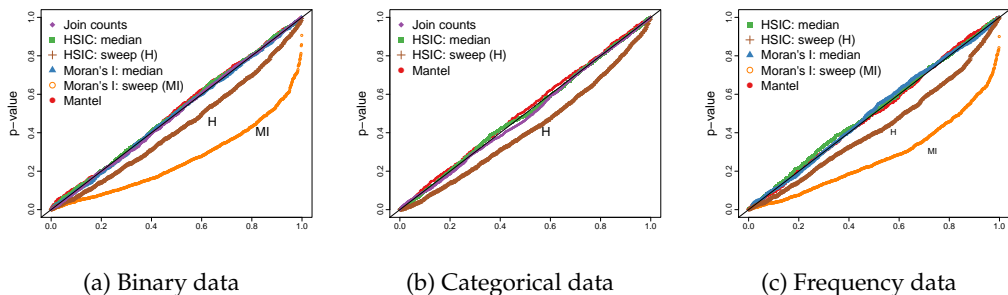 p−value
0.0 0.2 0.4 0.6 0.8 1.0
Join counts
HSIC: median
HSIC: sweep (H)
Moran's I: median
Moran's I: sweep (MI)
Mantel
H
MI
0.0 0.2 0.4 0.6 0.8 1.0
(a) Binary data
p−value
0.0 0.2 0.4 0.6 0.8 1.0
Join counts
HSIC: median
HSIC: sweep (H)
Mantel
H
0.0 0.2 0.4 0.6 0.8 1.0
(b) Categorical data
p−value
0.0 0.2 0.4 0.6 0.8 1.0
HSIC: median
HSIC: sweep (H)
Moran's I: median
Moran's I: sweep (MI)
Mantel
H
MI
0.0 0.2 0.4 0.6 0.8 1.0
(c) Frequency data